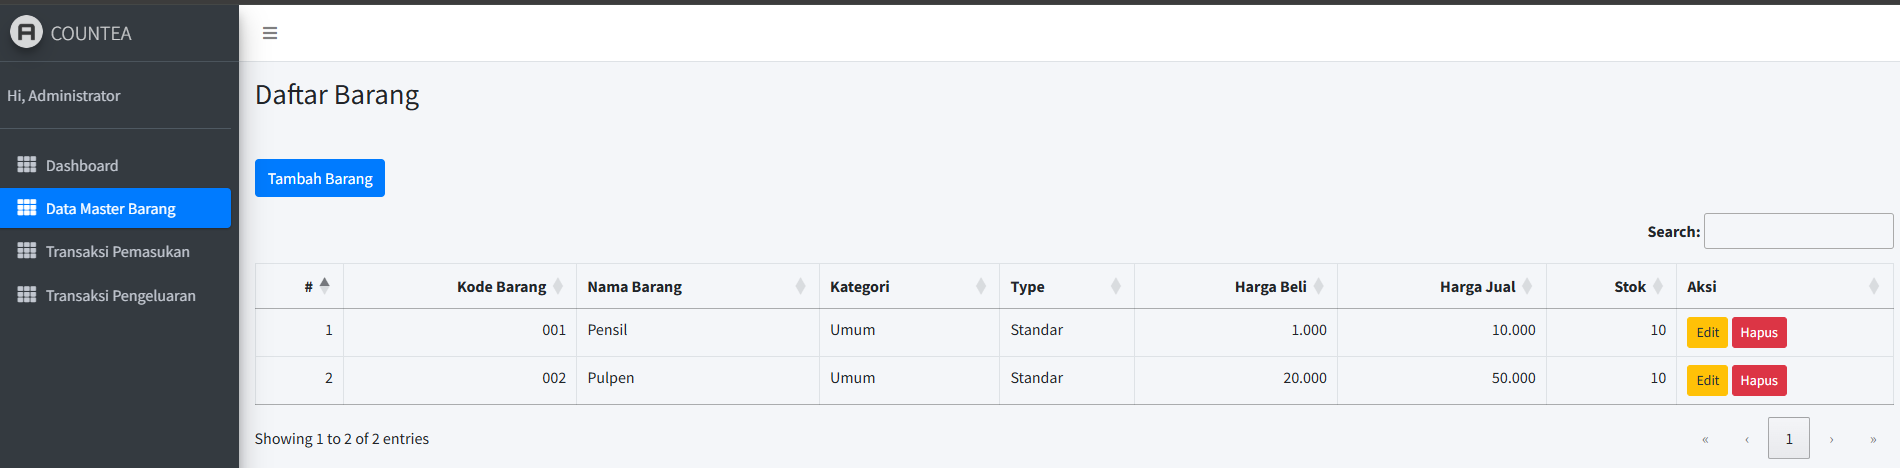 A COUNTEA
Hi, Administrator
Dashboard
Data Master Barang
Transaksi Pemasukan
Transaksi Pengeluaran
Daftar Barang
Tambah Barang
Search:
# Kode Barang Nama Barang Kategori Type Harga Beli Harga Jual Stok Aksi
1 001 Pensil Umum Standar 1.000 10.000 10 Edit Hapus
2 002 Pulpen Umum Standar 20.000 50.000 10 Edit Hapus
Showing 1 to 2 of 2 entries
« ‹ 1 › »